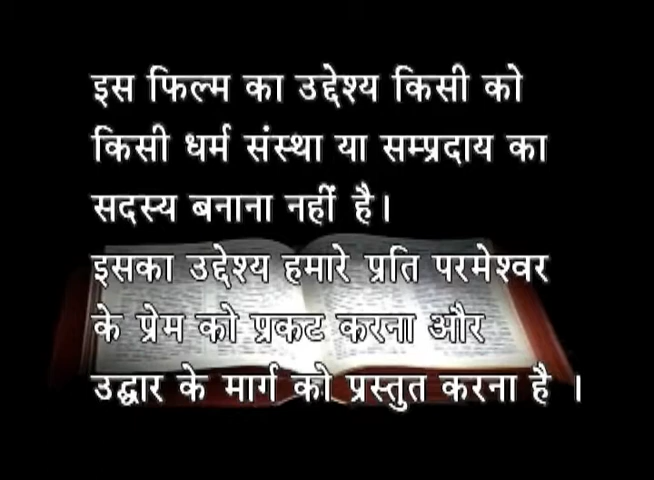 इस फिल्म का उद्देश्य किसी को
किसी धर्म संस्था या सम्प्रदाय का
सदस्य बनाना नहीं है।
इसका उद्देश्य हमारे प्रति परमेश्वर
के प्रेम को प्रकट करना और
उद्धार के मार्ग को प्रस्तुत करना है ।